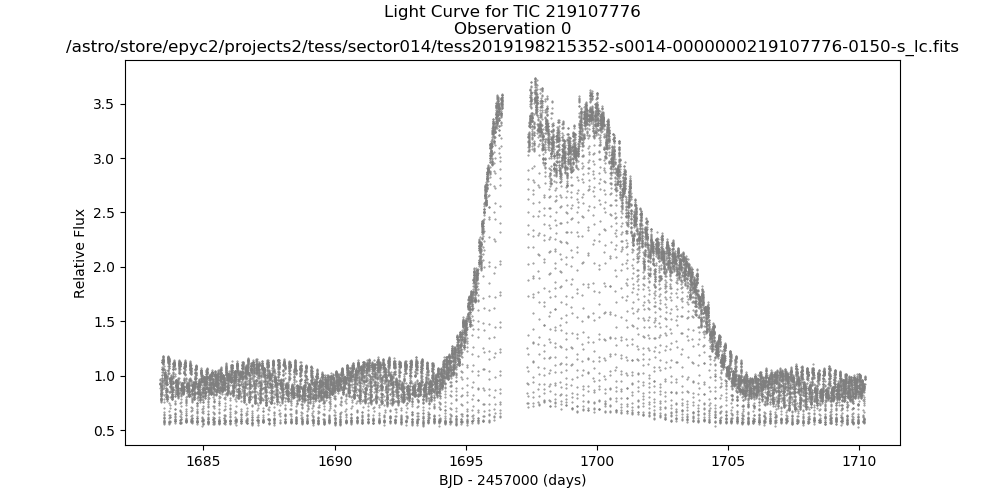 Light Curve for TIC 219107776
Observation 0
/astro/store/epyc2/projects2/tess/sector014/tess2019198215352-s0014-0000000219107776-0150-s_lc.fits
3.5
3.0
2.5
2.0
1.5
1.0
0.5
Relative Flux
1685
1690
1695
1700
1705
1710
BJD - 2457000 (days)